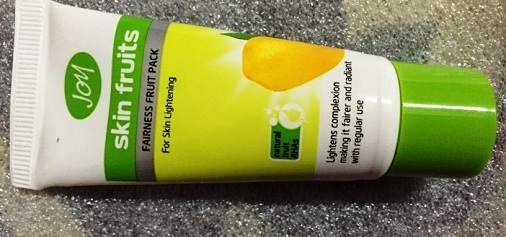 Joy
skin fruits
FAIRNESS FRUIT PACK
For Skin Lightening
natural
fruit
AHAs
Lightens complexion
making it fairer and radiant
with regular use